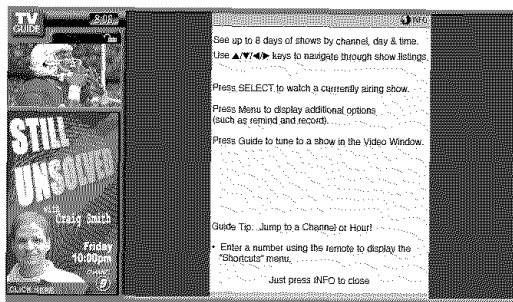 TV
GUIDE
8:08
INFO
See up to 8 days of shows by channel, day & time.
Use ▲/▼/◀/▶ keys to navigate through show listings.
Press SELECT to watch a currently airing show.
Press Menu to display additional options
(such as remind and record).
Press Guide to tune to a show in the Video Window.
STILL
UNSOLVED
with
Craig Smith
Friday
10:00pm
CLICK HERE
Guide Tip: Jump to a Channel or Hour!
• Enter a number using the remote to display the
"Shortcuts" menu.
Just press INFO to close